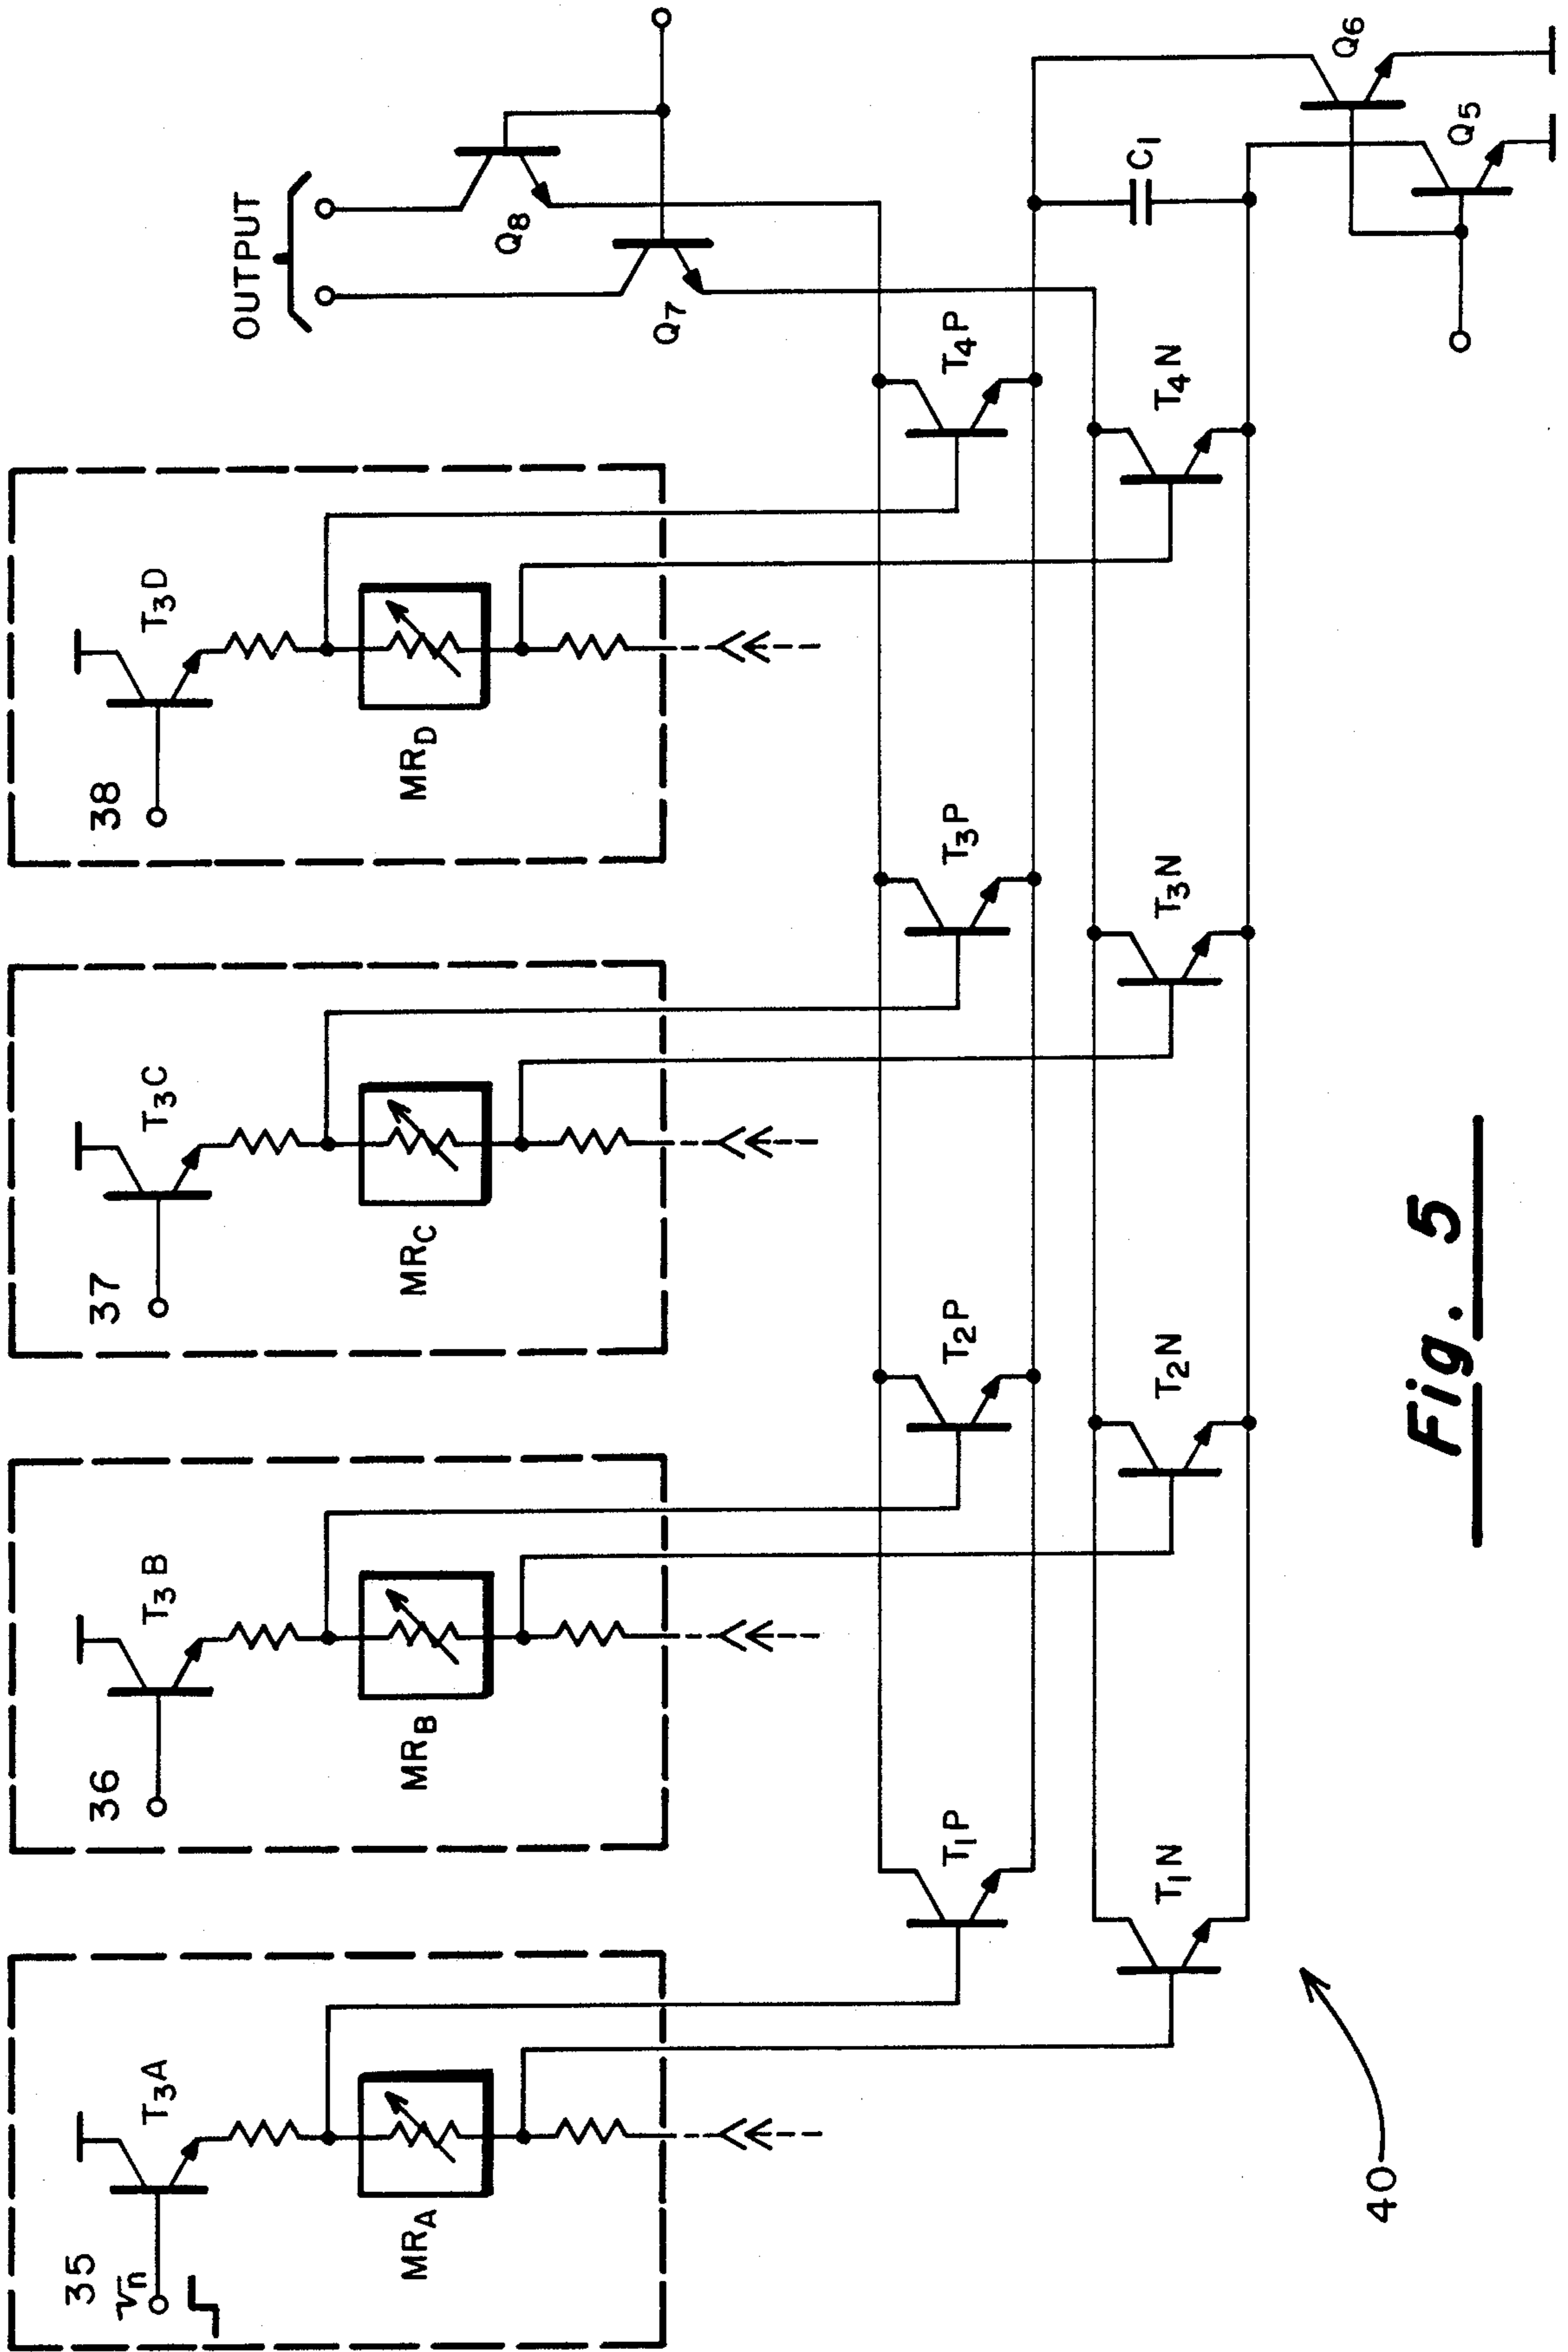 35
Vn
T3A
MRA
36
T3B
MRB
37
T3C
MRC
38
T3D
MRD
OUTPUT
Q8
Q7
T1P
T2P
T3P
T4P
C1
Q6
T1N
T2N
T3N
T4N
Q5
40
Fig. 5